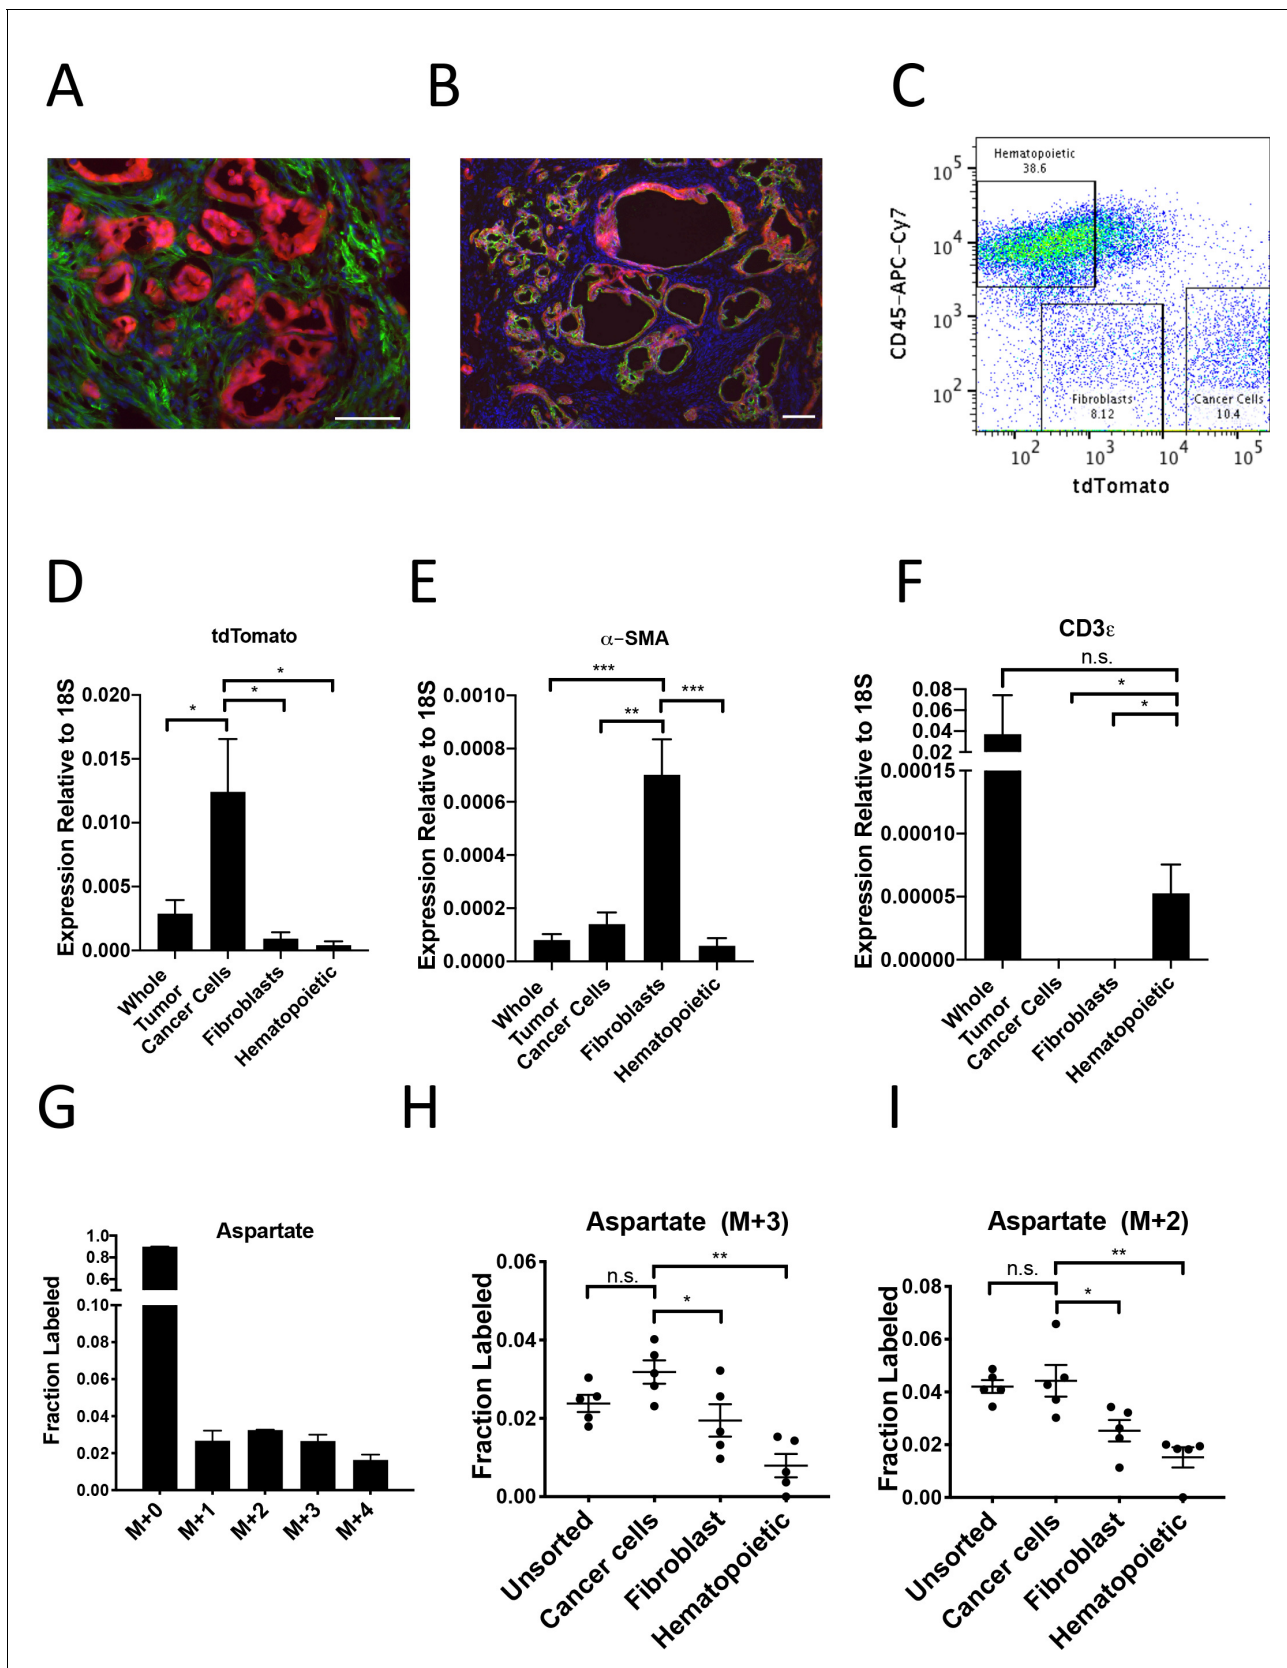 A
B
C
Hematopoietic
38.6
Fibroblasts
8.12
Cancer Cells
10.4
10^5
10^4
10^3
10^2
CD45-APC-Cy7
10^2 10^3 10^4 10^5
tdTomato
D
tdTomato
Expression Relative to 18S
0.020
0.015
0.010
0.005
0.000
*
*
*
Whole
Tumor
Cancer Cells
Fibroblasts
Hematopoietic
E
α-SMA
Expression Relative to 18S
0.0010
0.0008
0.0006
0.0004
0.0002
0.0000
***
***
**
Whole
Tumor
Cancer Cells
Fibroblasts
Hematopoietic
F
CD3ε
Expression Relative to 18S
0.08
0.06
0.04
0.02
0.00015
0.00010
0.00005
0.00000
n.s.
*
*
Whole
Tumor
Cancer Cells
Fibroblasts
Hematopoietic
G
Aspartate
Fraction Labeled
1.0
0.8
0.6
0.10
0.08
0.06
0.04
0.02
0.00
M+0 M+1 M+2 M+3 M+4
H
Aspartate (M+3)
Fraction Labeled
0.06
0.04
0.02
0.00
n.s.
**
*
Unsorted
Cancer cells
Fibroblast
Hematopoietic
I
Aspartate (M+2)
Fraction Labeled
0.08
0.06
0.04
0.02
0.00
n.s.
**
*
Unsorted
Cancer cells
Fibroblast
Hematopoietic